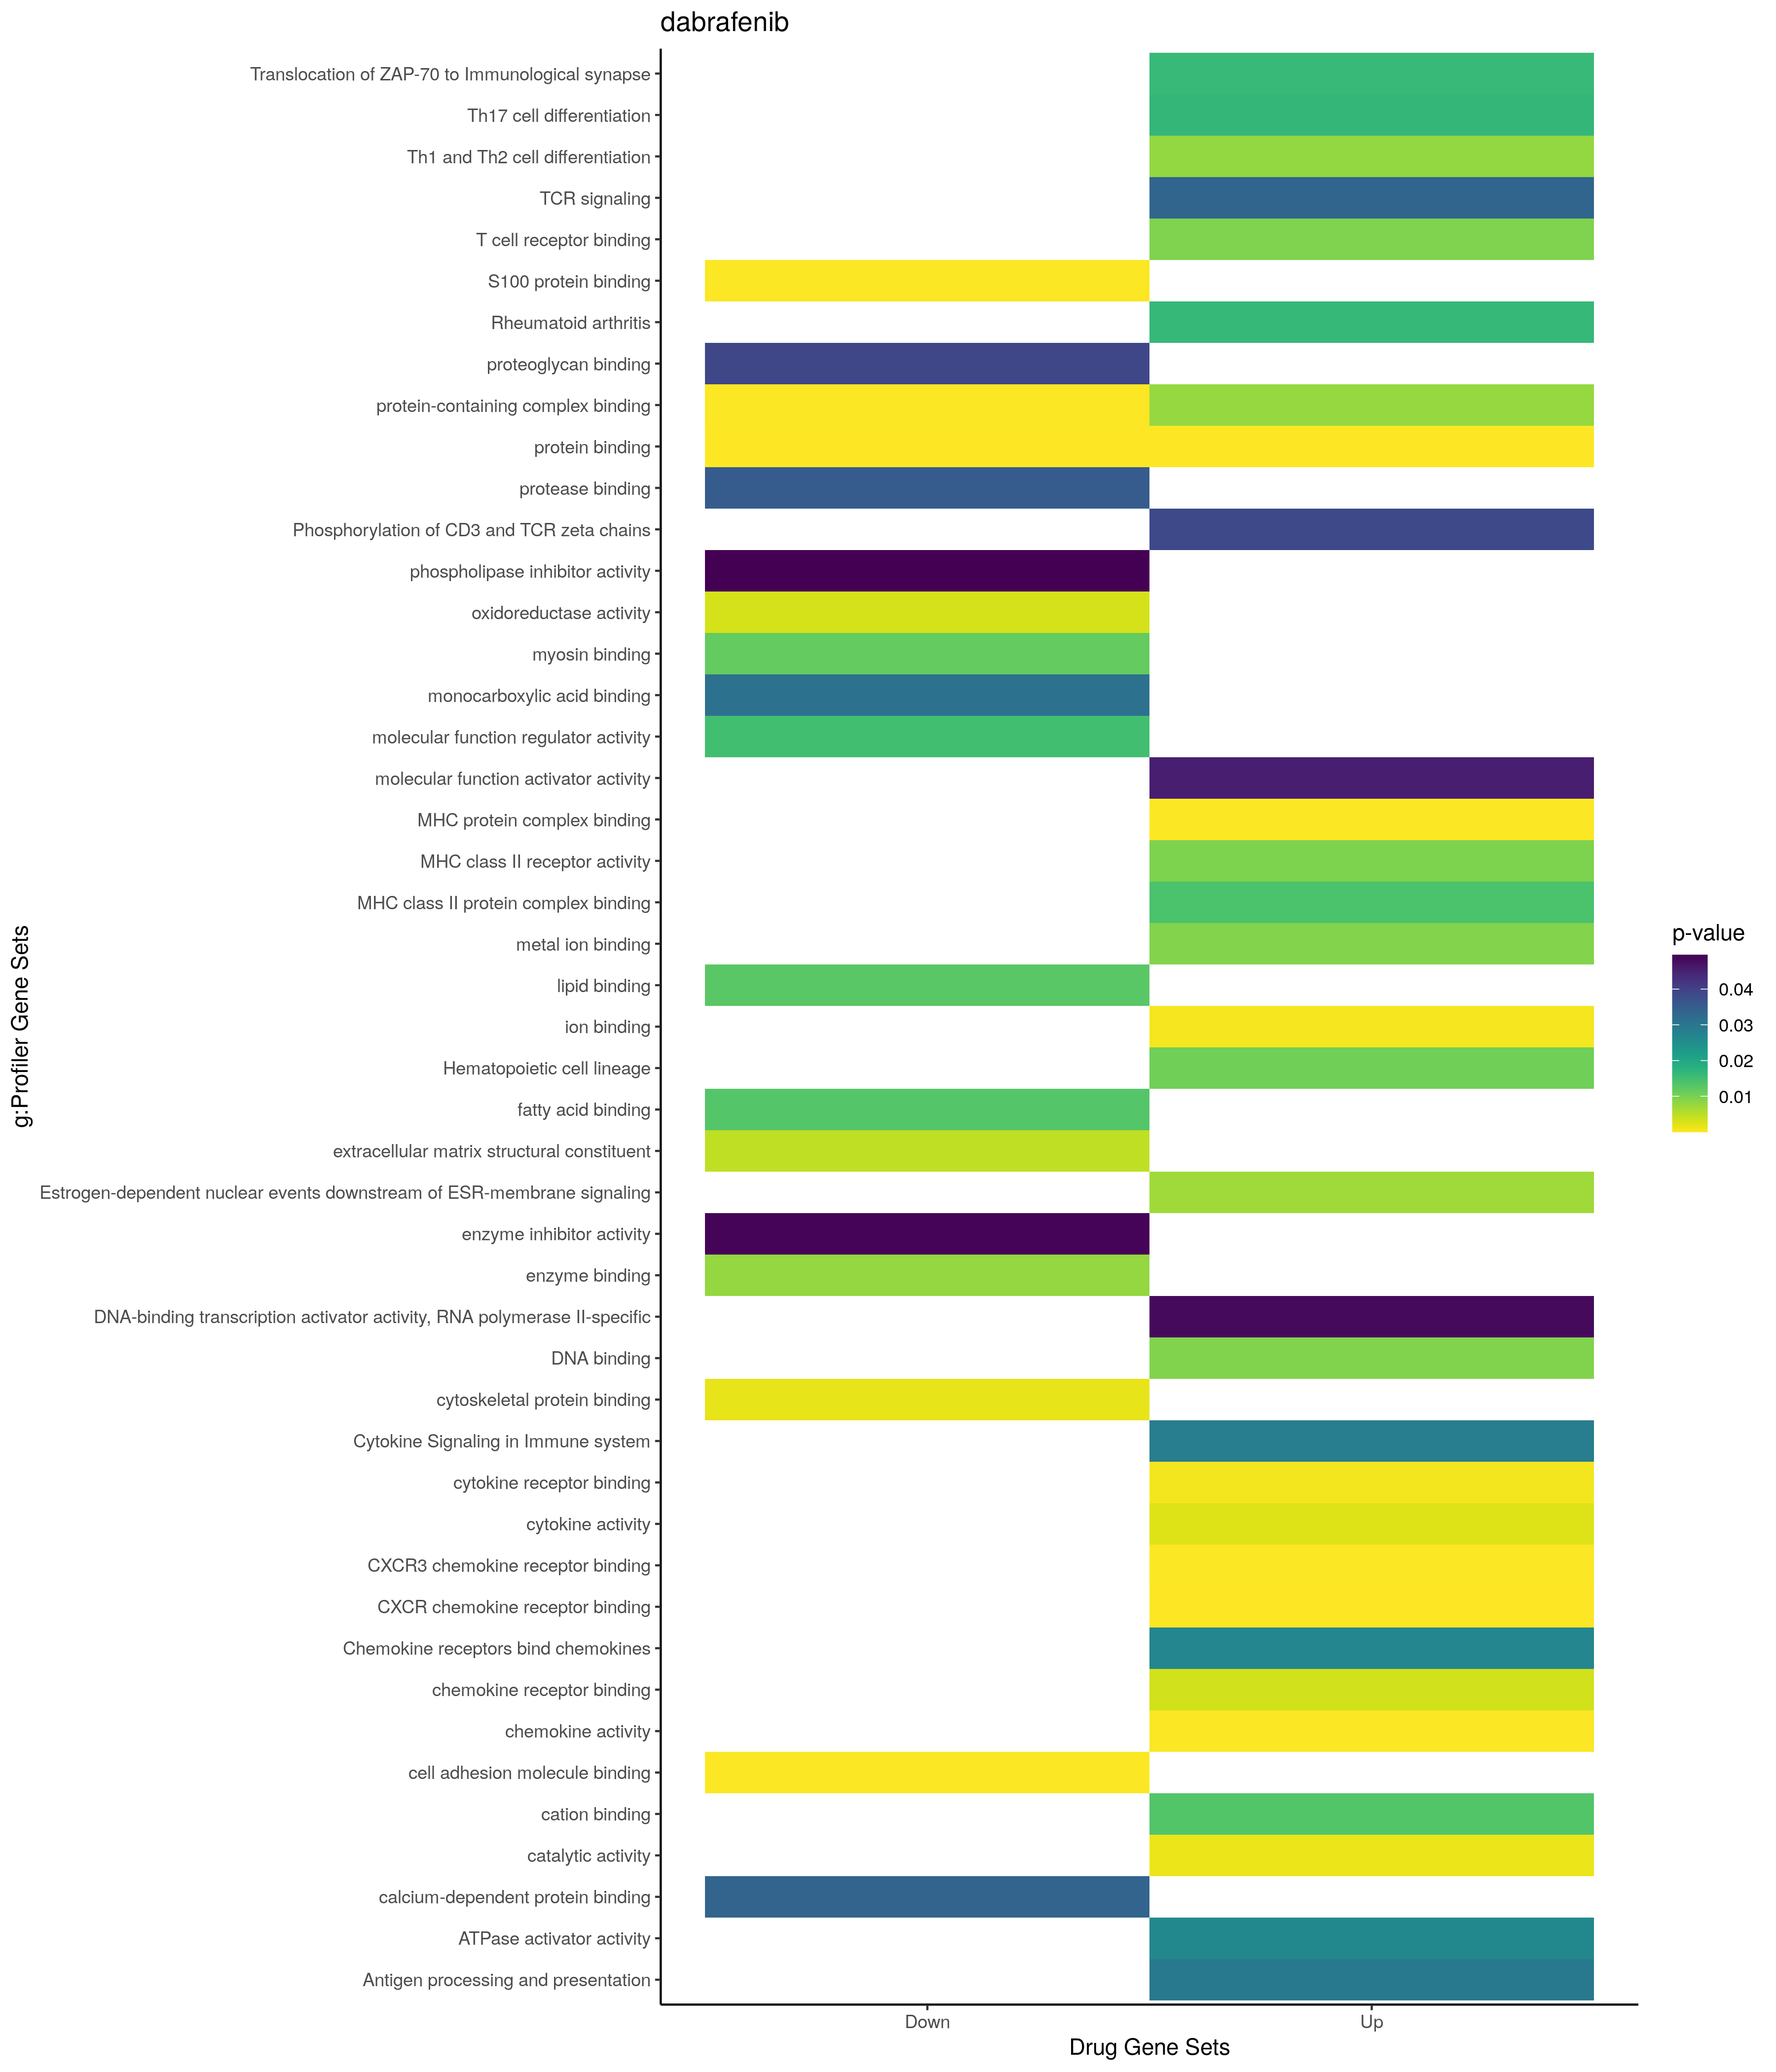 dabrafenib
Translocation of ZAP-70 to Immunological synapse
Th17 cell differentiation
Th1 and Th2 cell differentiation
TCR signaling
T cell receptor binding
S100 protein binding
Rheumatoid arthritis
proteoglycan binding
protein-containing complex binding
protein binding
protease binding
Phosphorylation of CD3 and TCR zeta chains
phospholipase inhibitor activity
oxidoreductase activity
myosin binding
monocarboxylic acid binding
molecular function regulator activity
molecular function activator activity
MHC protein complex binding
MHC class II receptor activity
MHC class II protein complex binding
metal ion binding
lipid binding
ion binding
Hematopoietic cell lineage
fatty acid binding
extracellular matrix structural constituent
Estrogen-dependent nuclear events downstream of ESR-membrane signaling
enzyme inhibitor activity
enzyme binding
DNA-binding transcription activator activity, RNA polymerase II-specific
DNA binding
cytoskeletal protein binding
Cytokine Signaling in Immune system
cytokine receptor binding
cytokine activity
CXCR3 chemokine receptor binding
CXCR chemokine receptor binding
Chemokine receptors bind chemokines
chemokine receptor binding
chemokine activity
cell adhesion molecule binding
cation binding
catalytic activity
calcium-dependent protein binding
ATPase activator activity
Antigen processing and presentation
g:Profiler Gene Sets
Down
Up
Drug Gene Sets
p-value
0.04
0.03
0.02
0.01